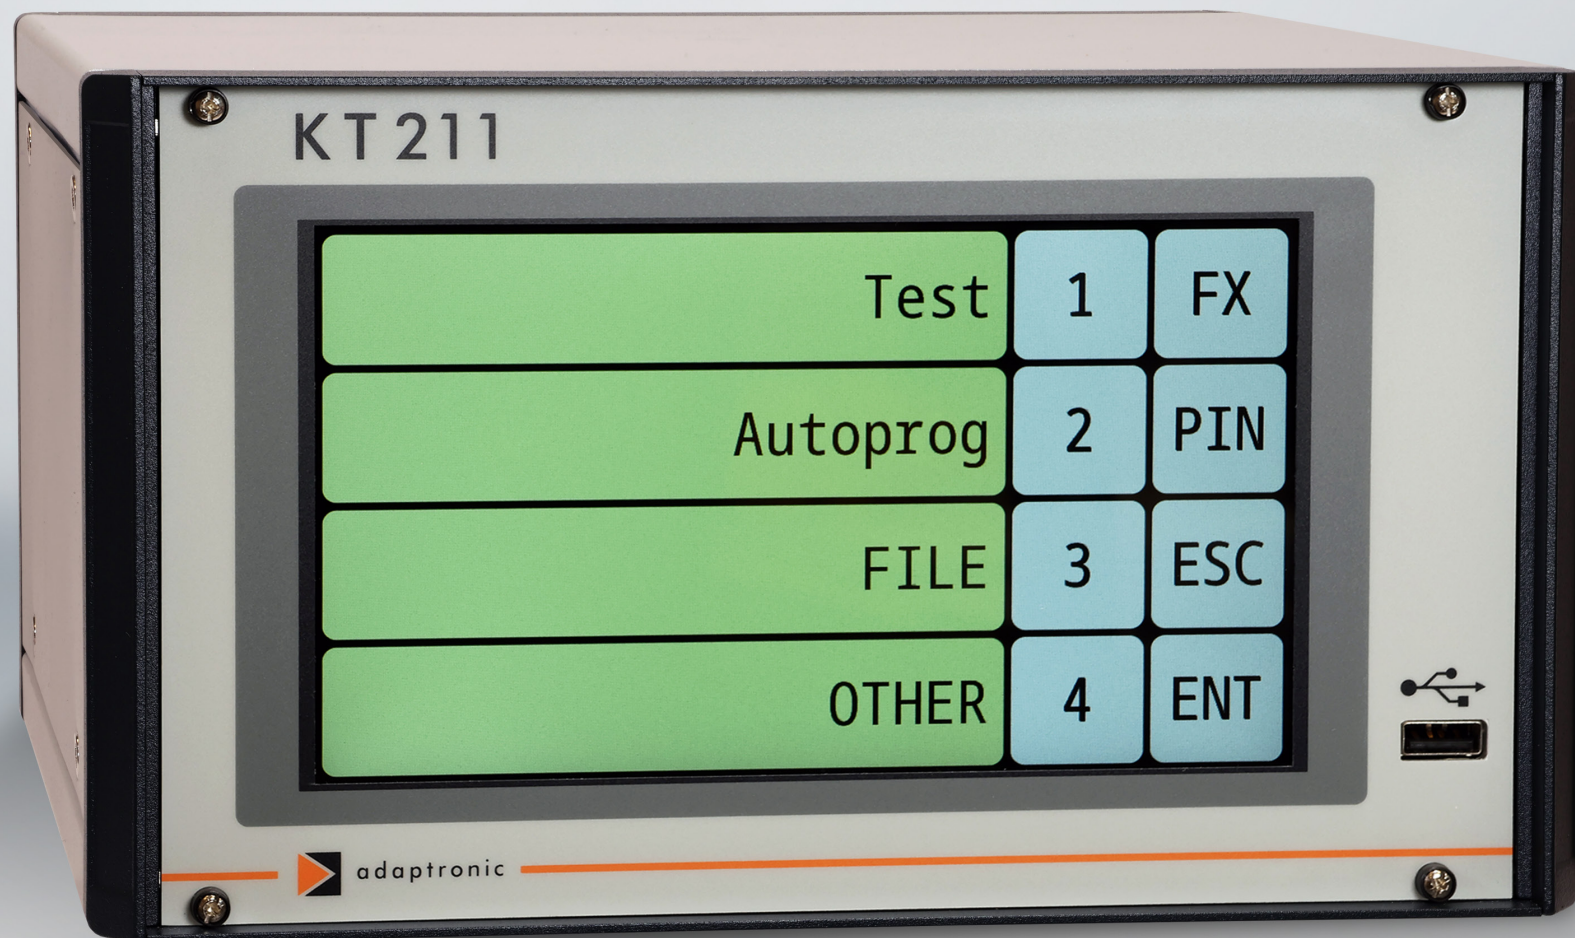 KT211
Test 1 FX
Autoprog 2 PIN
FILE 3 ESC
OTHER 4 ENT
adaptronic